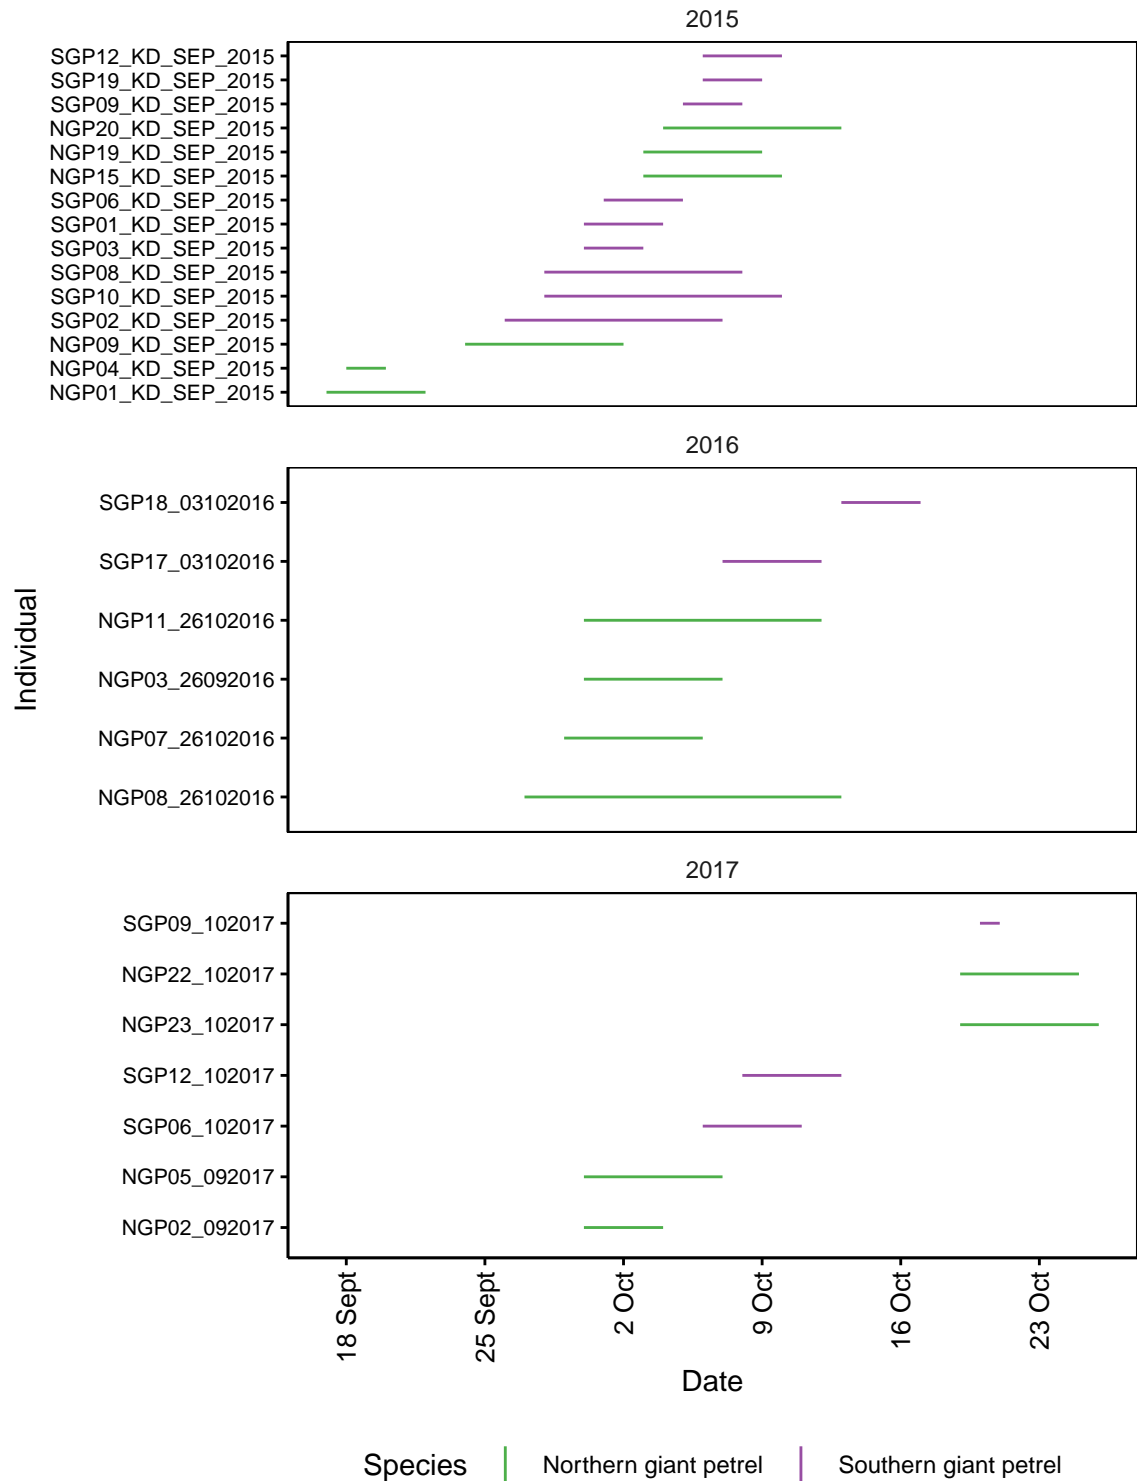 2015
SGP12_KD_SEP_2015
SGP19_KD_SEP_2015
SGP09_KD_SEP_2015
NGP20_KD_SEP_2015
NGP19_KD_SEP_2015
NGP15_KD_SEP_2015
SGP06_KD_SEP_2015
SGP01_KD_SEP_2015
SGP03_KD_SEP_2015
SGP08_KD_SEP_2015
SGP10_KD_SEP_2015
SGP02_KD_SEP_2015
NGP09_KD_SEP_2015
NGP04_KD_SEP_2015
NGP01_KD_SEP_2015
2016
SGP18_03102016
SGP17_03102016
NGP11_26102016
NGP03_26092016
NGP07_26102016
NGP08_26102016
Individual
2017
SGP09_102017
NGP22_102017
NGP23_102017
SGP12_102017
SGP06_102017
NGP05_092017
NGP02_092017
18 Sept
25 Sept
2 Oct
9 Oct
16 Oct
23 Oct
Date
Species Northern giant petrel Southern giant petrel